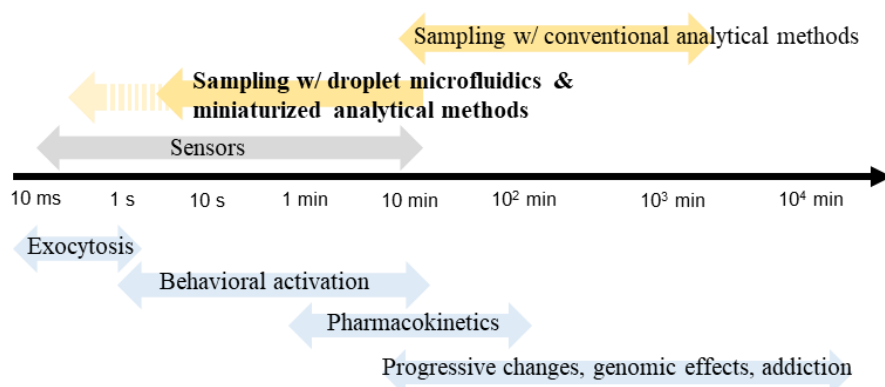 Sampling w/ conventional analytical methods
Sampling w/ droplet microfluidics &
miniaturized analytical methods
Sensors
10 ms 1 s 10 s 1 min 10 min 10² min 10³ min 10⁴ min
Exocytosis
Behavioral activation
Pharmacokinetics
Progressive changes, genomic effects, addiction